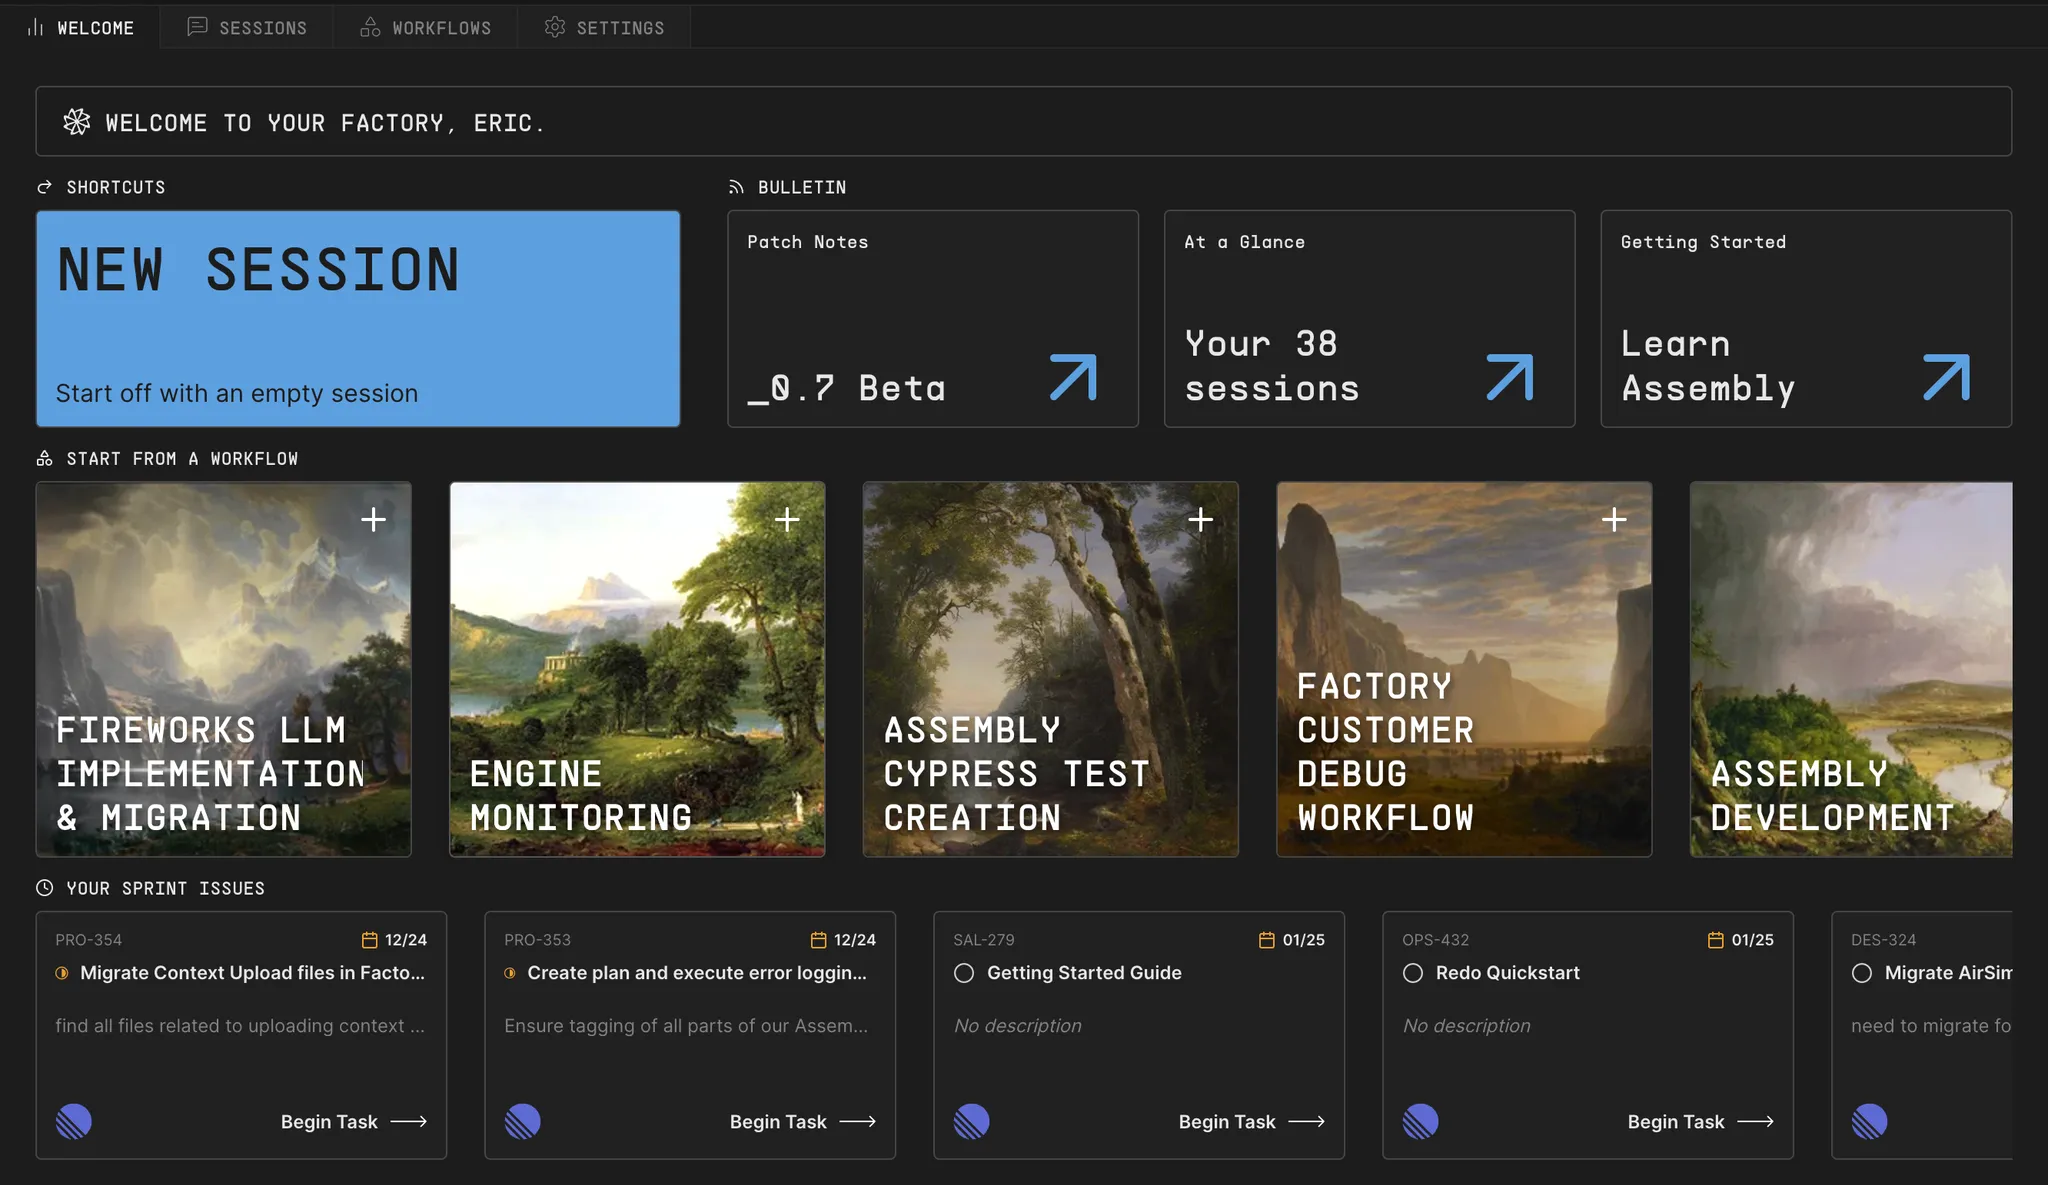 WELCOME
SESSIONS
WORKFLOWS
SETTINGS
WELCOME TO YOUR FACTORY, ERIC.
SHORTCUTS
NEW SESSION
Start off with an empty session
BULLETIN
Patch Notes
_0.7 Beta
At a Glance
Your 38
sessions
Getting Started
Learn
Assembly
START FROM A WORKFLOW
FIREWORKS LLM
IMPLEMENTATION
& MIGRATION
ENGINE
MONITORING
ASSEMBLY
CYPRESS TEST
CREATION
FACTORY
CUSTOMER
DEBUG
WORKFLOW
ASSEMBLY
DEVELOPMENT
YOUR SPRINT ISSUES
PRO-354 12/24
Migrate Context Upload files in Facto...
find all files related to uploading context ...
Begin Task
PRO-353 12/24
Create plan and execute error loggin...
Ensure tagging of all parts of our Assem...
Begin Task
SAL-279 01/25
Getting Started Guide
No description
Begin Task
OPS-432 01/25
Redo Quickstart
No description
Begin Task
DES-324
Migrate AirSim
need to migrate fo